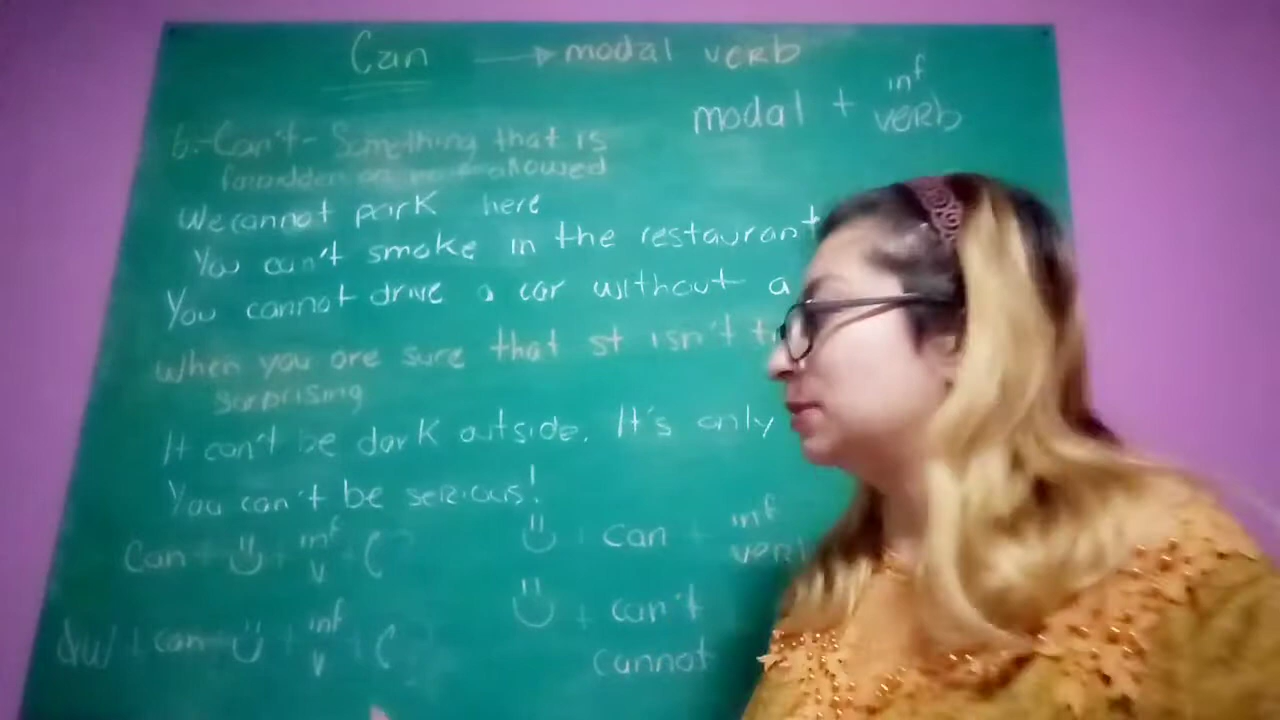 Can → modal verb
modal + inf verb
b.- Can't - Something that is
forbidden or not allowed
We cannot park here
You can't smoke in the restaurant
You cannot drive a car without a
When you are sure that st isn't
surprising
It can't be dark outside. It's only
You can't be serious!
Can + + inf v + C
+ can + inf verb
+ can + + inf v + C
+ can't
cannot